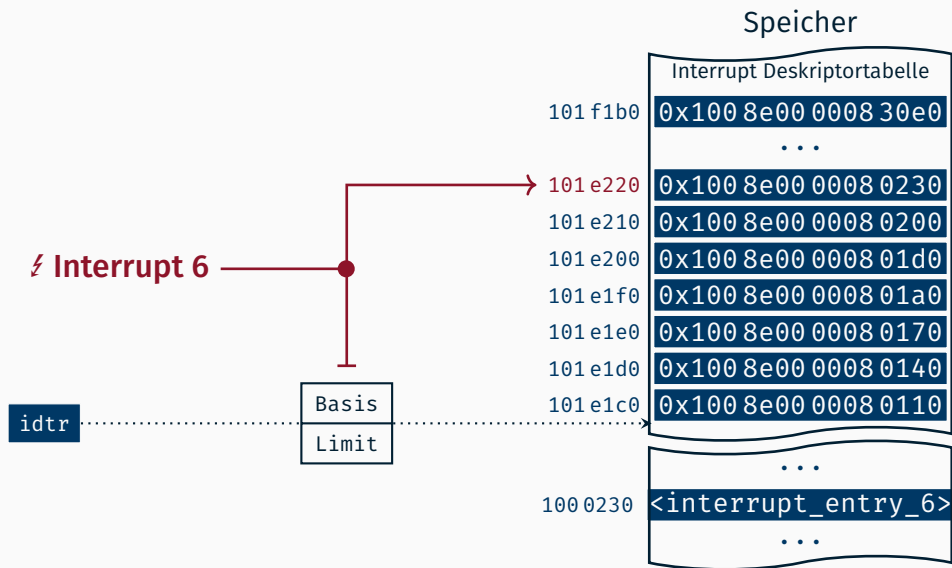 Speicher
Interrupt Deskriptortabelle
101 f1b0 0x100 8e00 0008 30e0
...
101 e220 0x100 8e00 0008 0230
101 e210 0x100 8e00 0008 0200
Interrupt 6
101 e200 0x100 8e00 0008 01d0
101 e1f0 0x100 8e00 0008 01a0
101 e1e0 0x100 8e00 0008 0170
101 e1d0 0x100 8e00 0008 0140
Basis
101 e1c0 0x100 8e00 0008 0110
idtr
Limit
...
100 0230 <interrupt_entry_6>
...